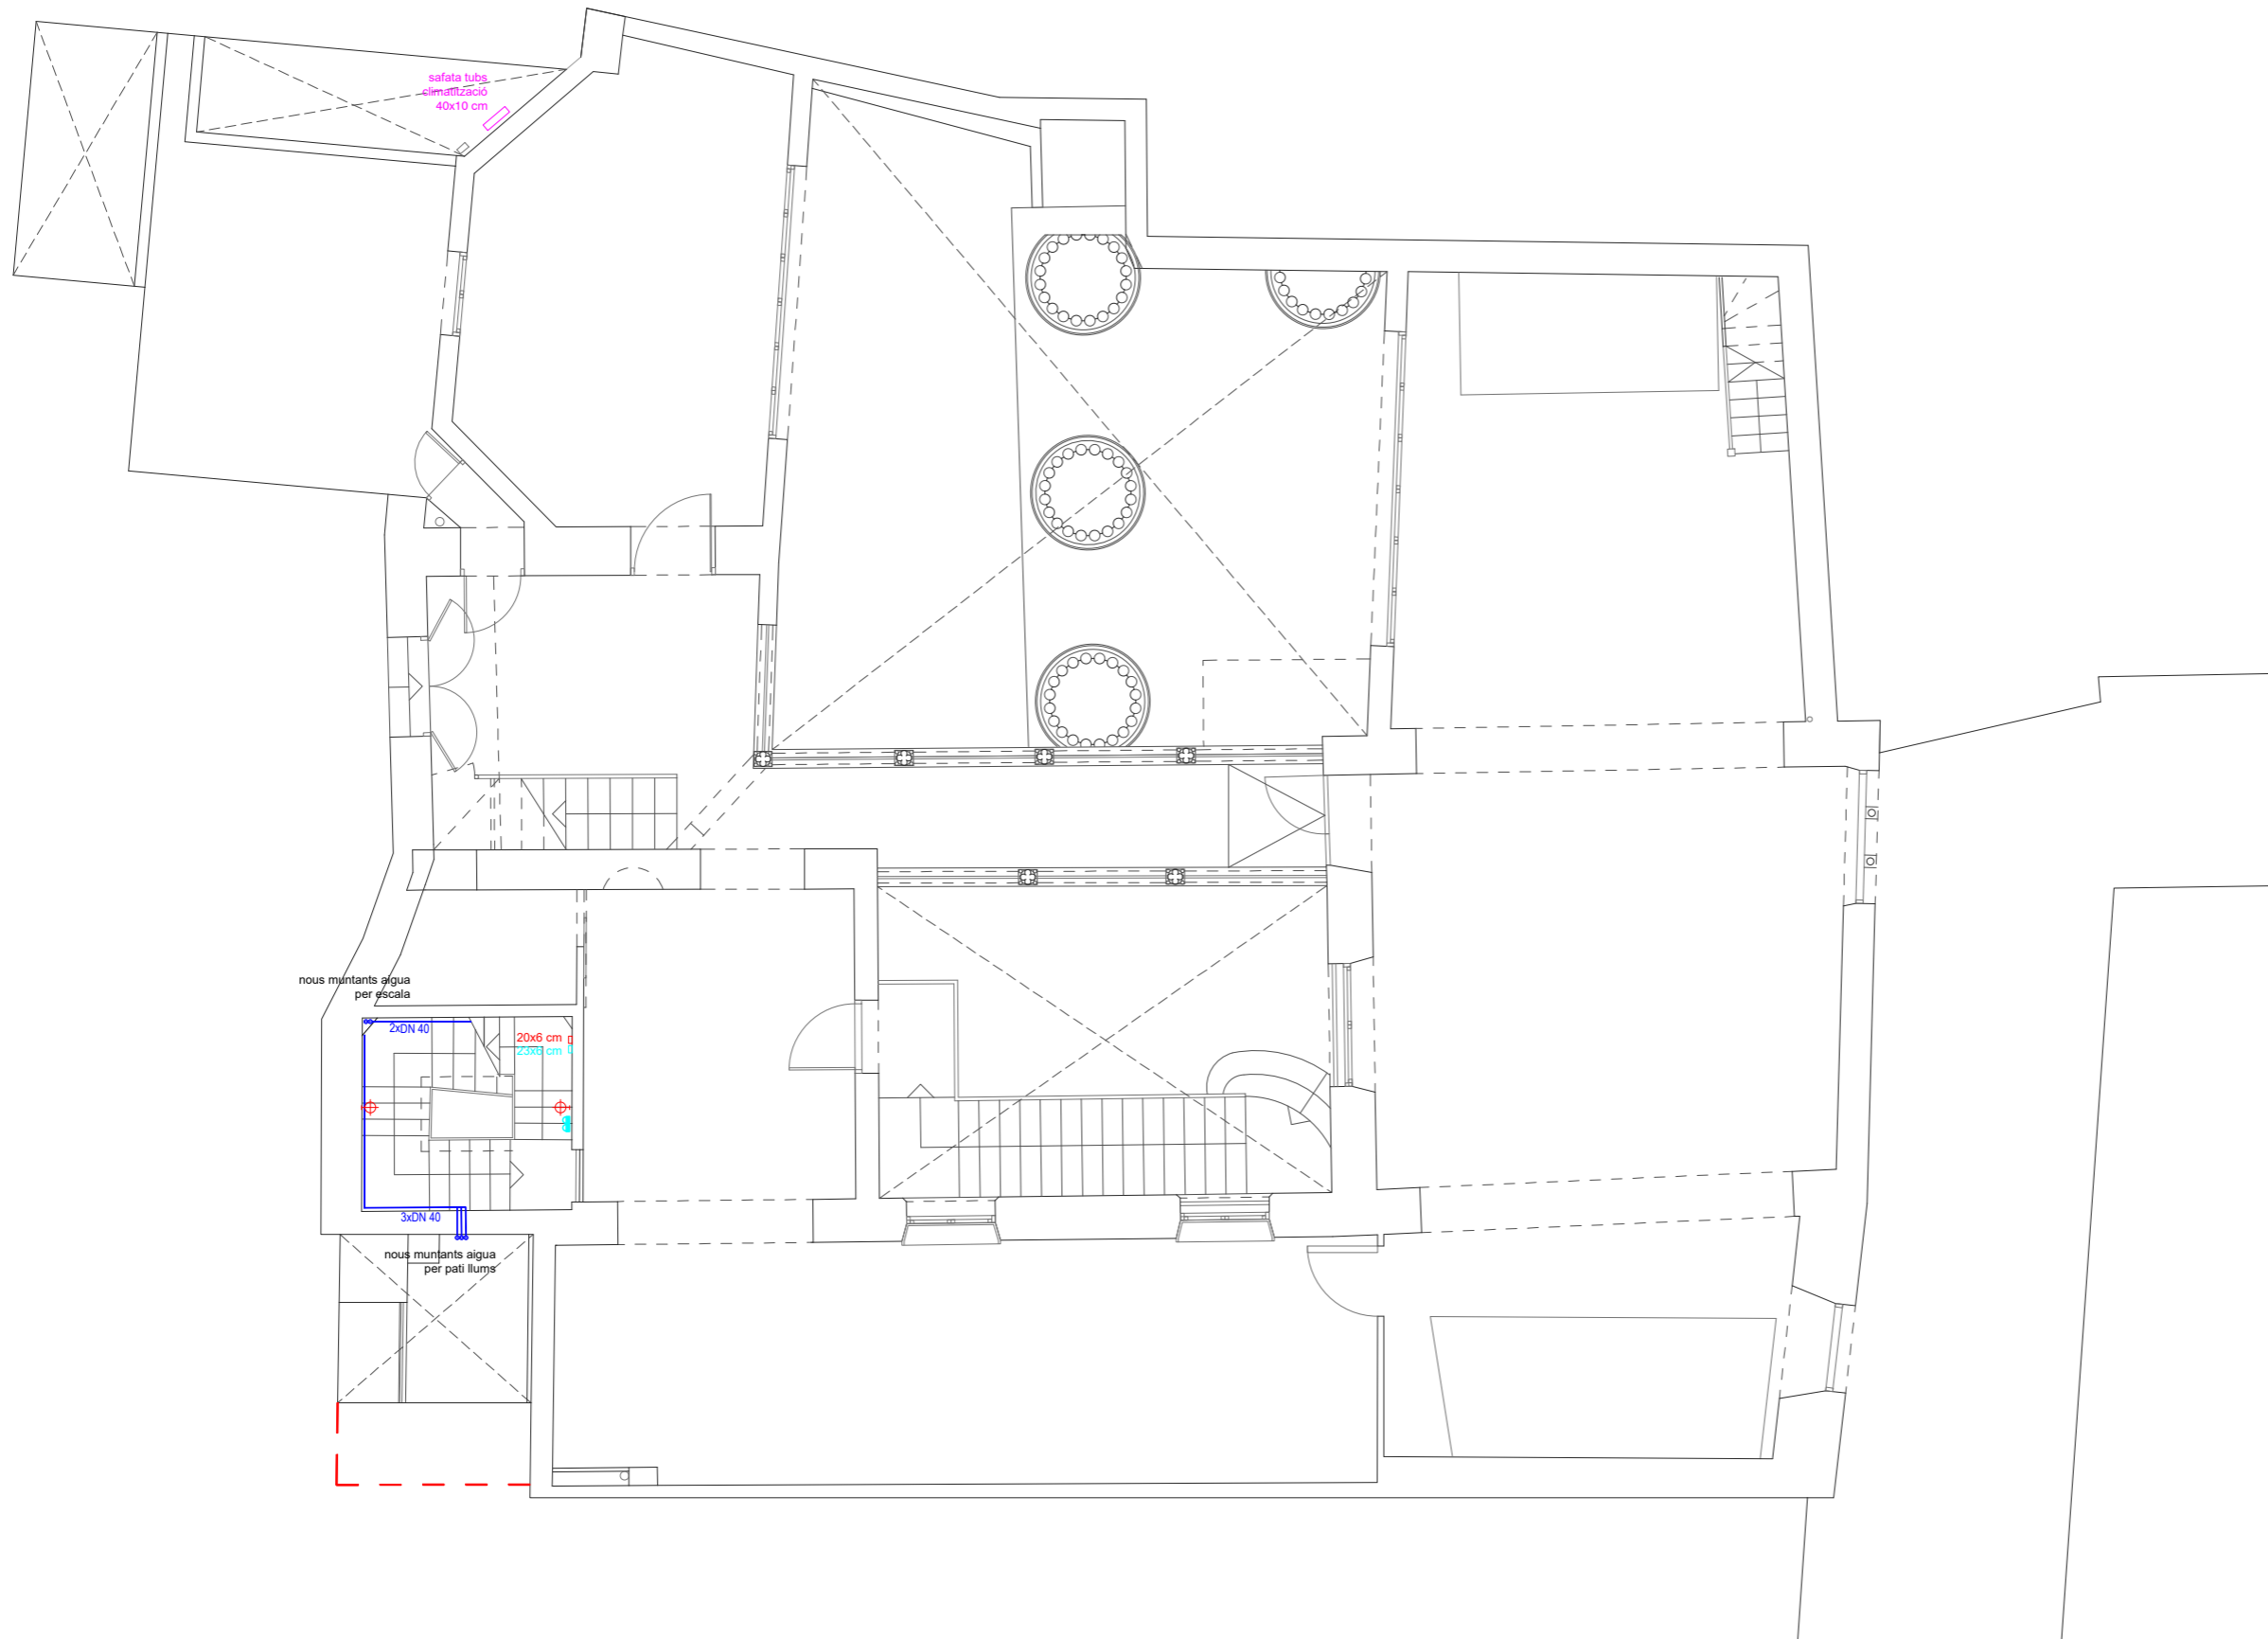 safata tubs
climatització
40x10 cm
nous muntants aigua
per escala
2xDN 40
20x6 cm
23x6 cm
3xDN 40
nous muntants aigua
per pati llums